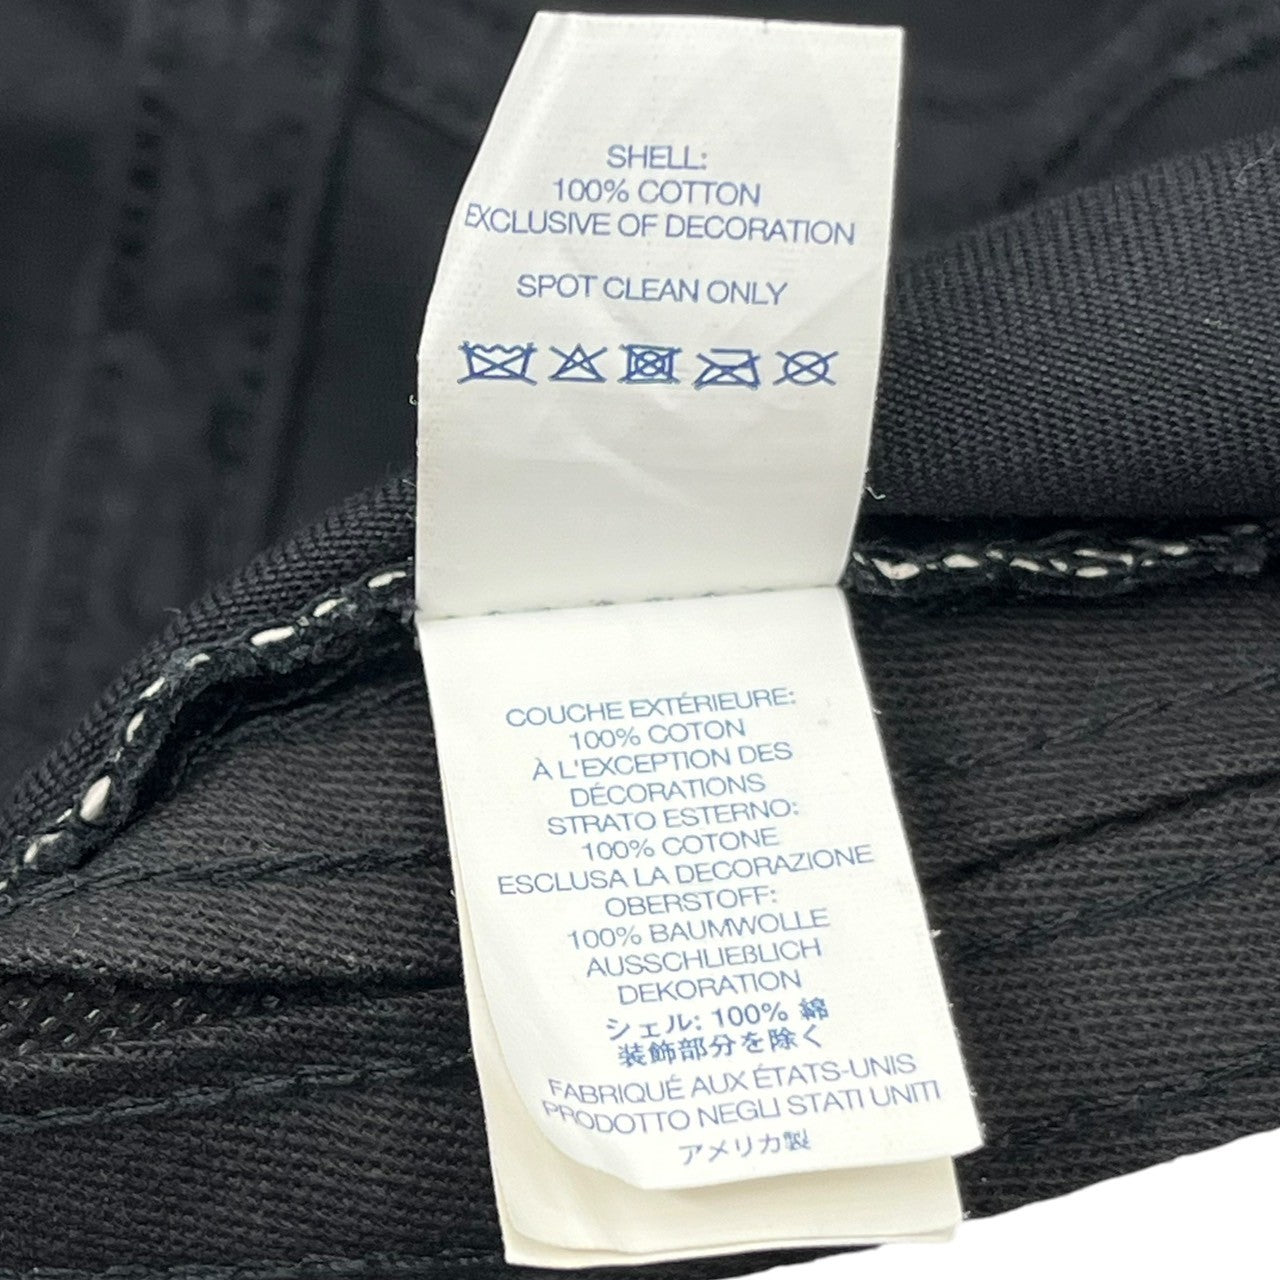 SHELL:
100% COTTON
EXCLUSIVE OF DECORATION
SPOT CLEAN ONLY
COUCHE EXTÉRIEURE:
100% COTON
À L'EXCEPTION DES
DÉCORATIONS
STRATO ESTERNO:
100% COTONE
ESCLUSA LA DECORAZIONE
OBERSTOFF:
100% BAUMWOLLE
AUSSCHLIEßLICH
DEKORATION
シェル: 100% 綿
装飾部分を除く
FABRIQUÉ AUX ÉTATS-UNIS
PRODOTTO NEGLI STATI UNITI
アメリカ製